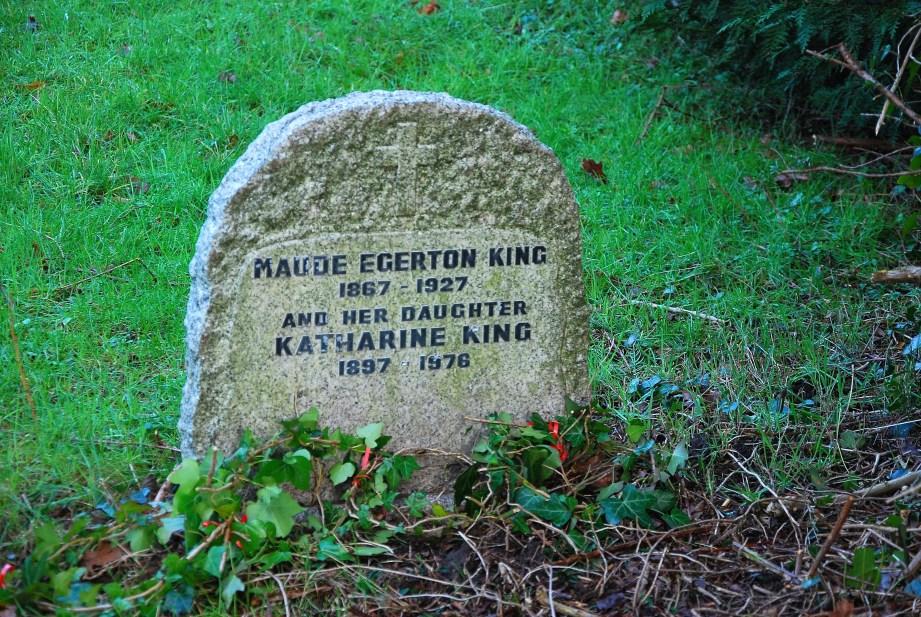 MAUDE EGERTON KING
1867 - 1927
AND HER DAUGHTER
KATHARINE KING
1897 - 1976